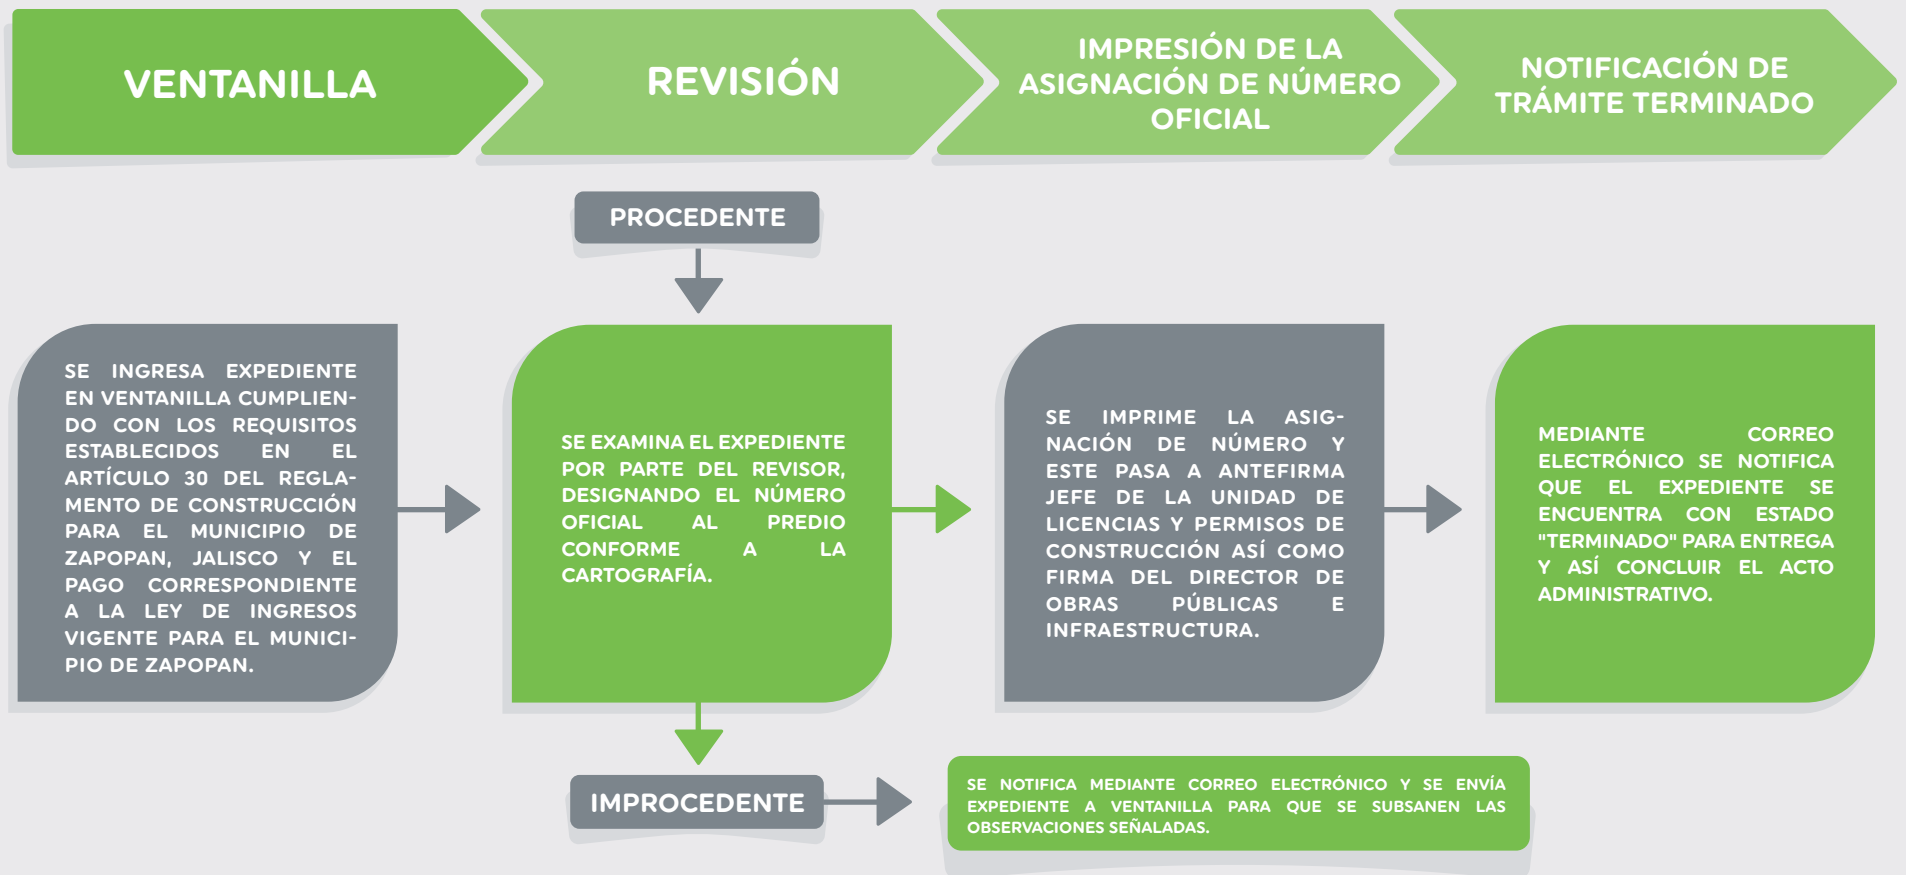 VENTANILLA
REVISIÓN
IMPRESIÓN DE LA
ASIGNACIÓN DE NÚMERO
OFICIAL
NOTIFICACIÓN DE
TRÁMITE TERMINADO
PROCEDENTE
SE INGRESA EXPEDIENTE
EN VENTANILLA CUMPLIEN-
DO CON LOS REQUISITOS
ESTABLECIDOS EN EL
ARTÍCULO 30 DEL REGLA-
MENTO DE CONSTRUCCIÓN
PARA EL MUNICIPIO DE
ZAPOPAN, JALISCO Y EL
PAGO CORRESPONDIENTE
A LA LEY DE INGRESOS
VIGENTE PARA EL MUNICI-
PIO DE ZAPOPAN.
SE EXAMINA EL EXPEDIENTE
POR PARTE DEL REVISOR,
DESIGNANDO EL NÚMERO
OFICIAL AL PREDIO
CONFORME A LA
CARTOGRAFÍA.
SE IMPRIME LA ASIG-
NACIÓN DE NÚMERO Y
ESTE PASA A ANTEFIRMA
JEFE DE LA UNIDAD DE
LICENCIAS Y PERMISOS DE
CONSTRUCCIÓN ASÍ COMO
FIRMA DEL DIRECTOR DE
OBRAS PÚBLICAS E
INFRAESTRUCTURA.
MEDIANTE CORREO
ELECTRÓNICO SE NOTIFICA
QUE EL EXPEDIENTE SE
ENCUENTRA CON ESTADO
"TERMINADO" PARA ENTREGA
Y ASÍ CONCLUIR EL ACTO
ADMINISTRATIVO.
IMPROCEDENTE
SE NOTIFICA MEDIANTE CORREO ELECTRÓNICO Y SE ENVÍA
EXPEDIENTE A VENTANILLA PARA QUE SE SUBSANEN LAS
OBSERVACIONES SEÑALADAS.